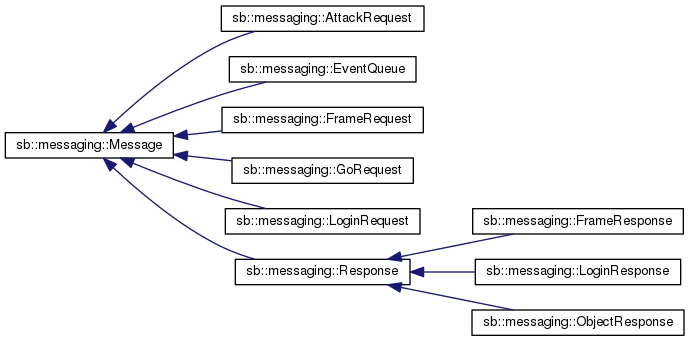 sb::messaging::AttackRequest
sb::messaging::EventQueue
sb::messaging::FrameRequest
sb::messaging::Message
sb::messaging::GoRequest
sb::messaging::LoginRequest
sb::messaging::FrameResponse
sb::messaging::Response
sb::messaging::LoginResponse
sb::messaging::ObjectResponse